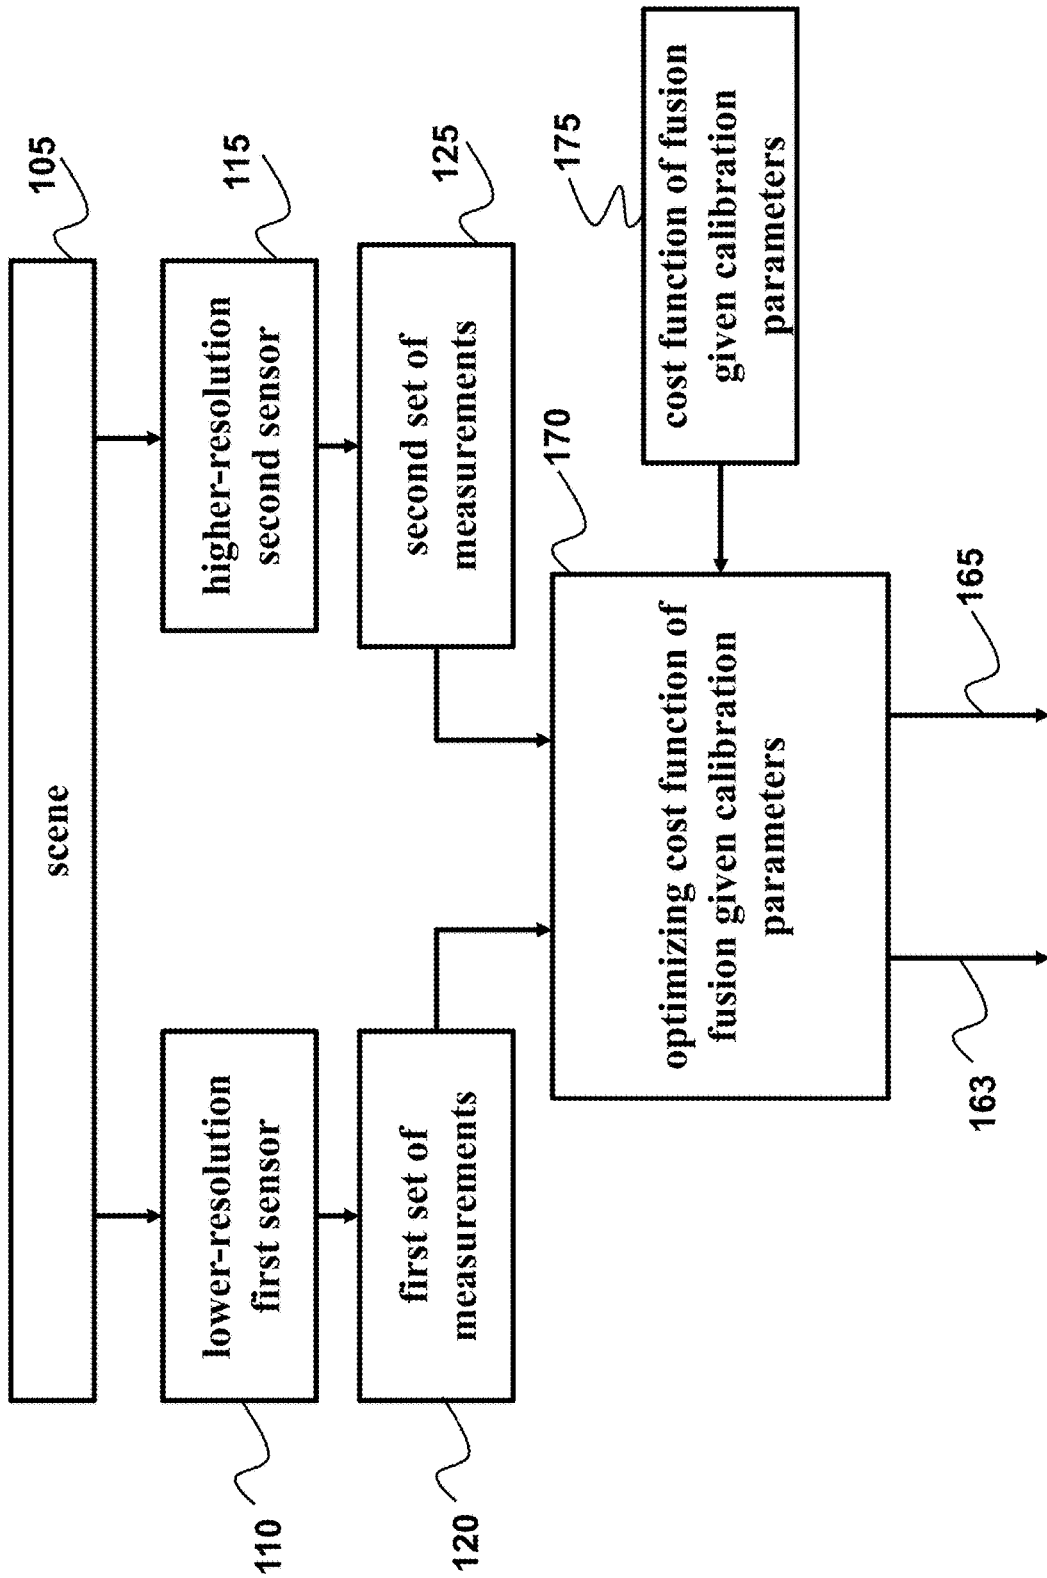 105
scene
lower-resolution
first sensor
110
higher-resolution
second sensor
115
first set of
measurements
120
second set of
measurements
125
170
optimizing cost function of
fusion given calibration
parameters
175
cost function of fusion
given calibration
parameters
163
165